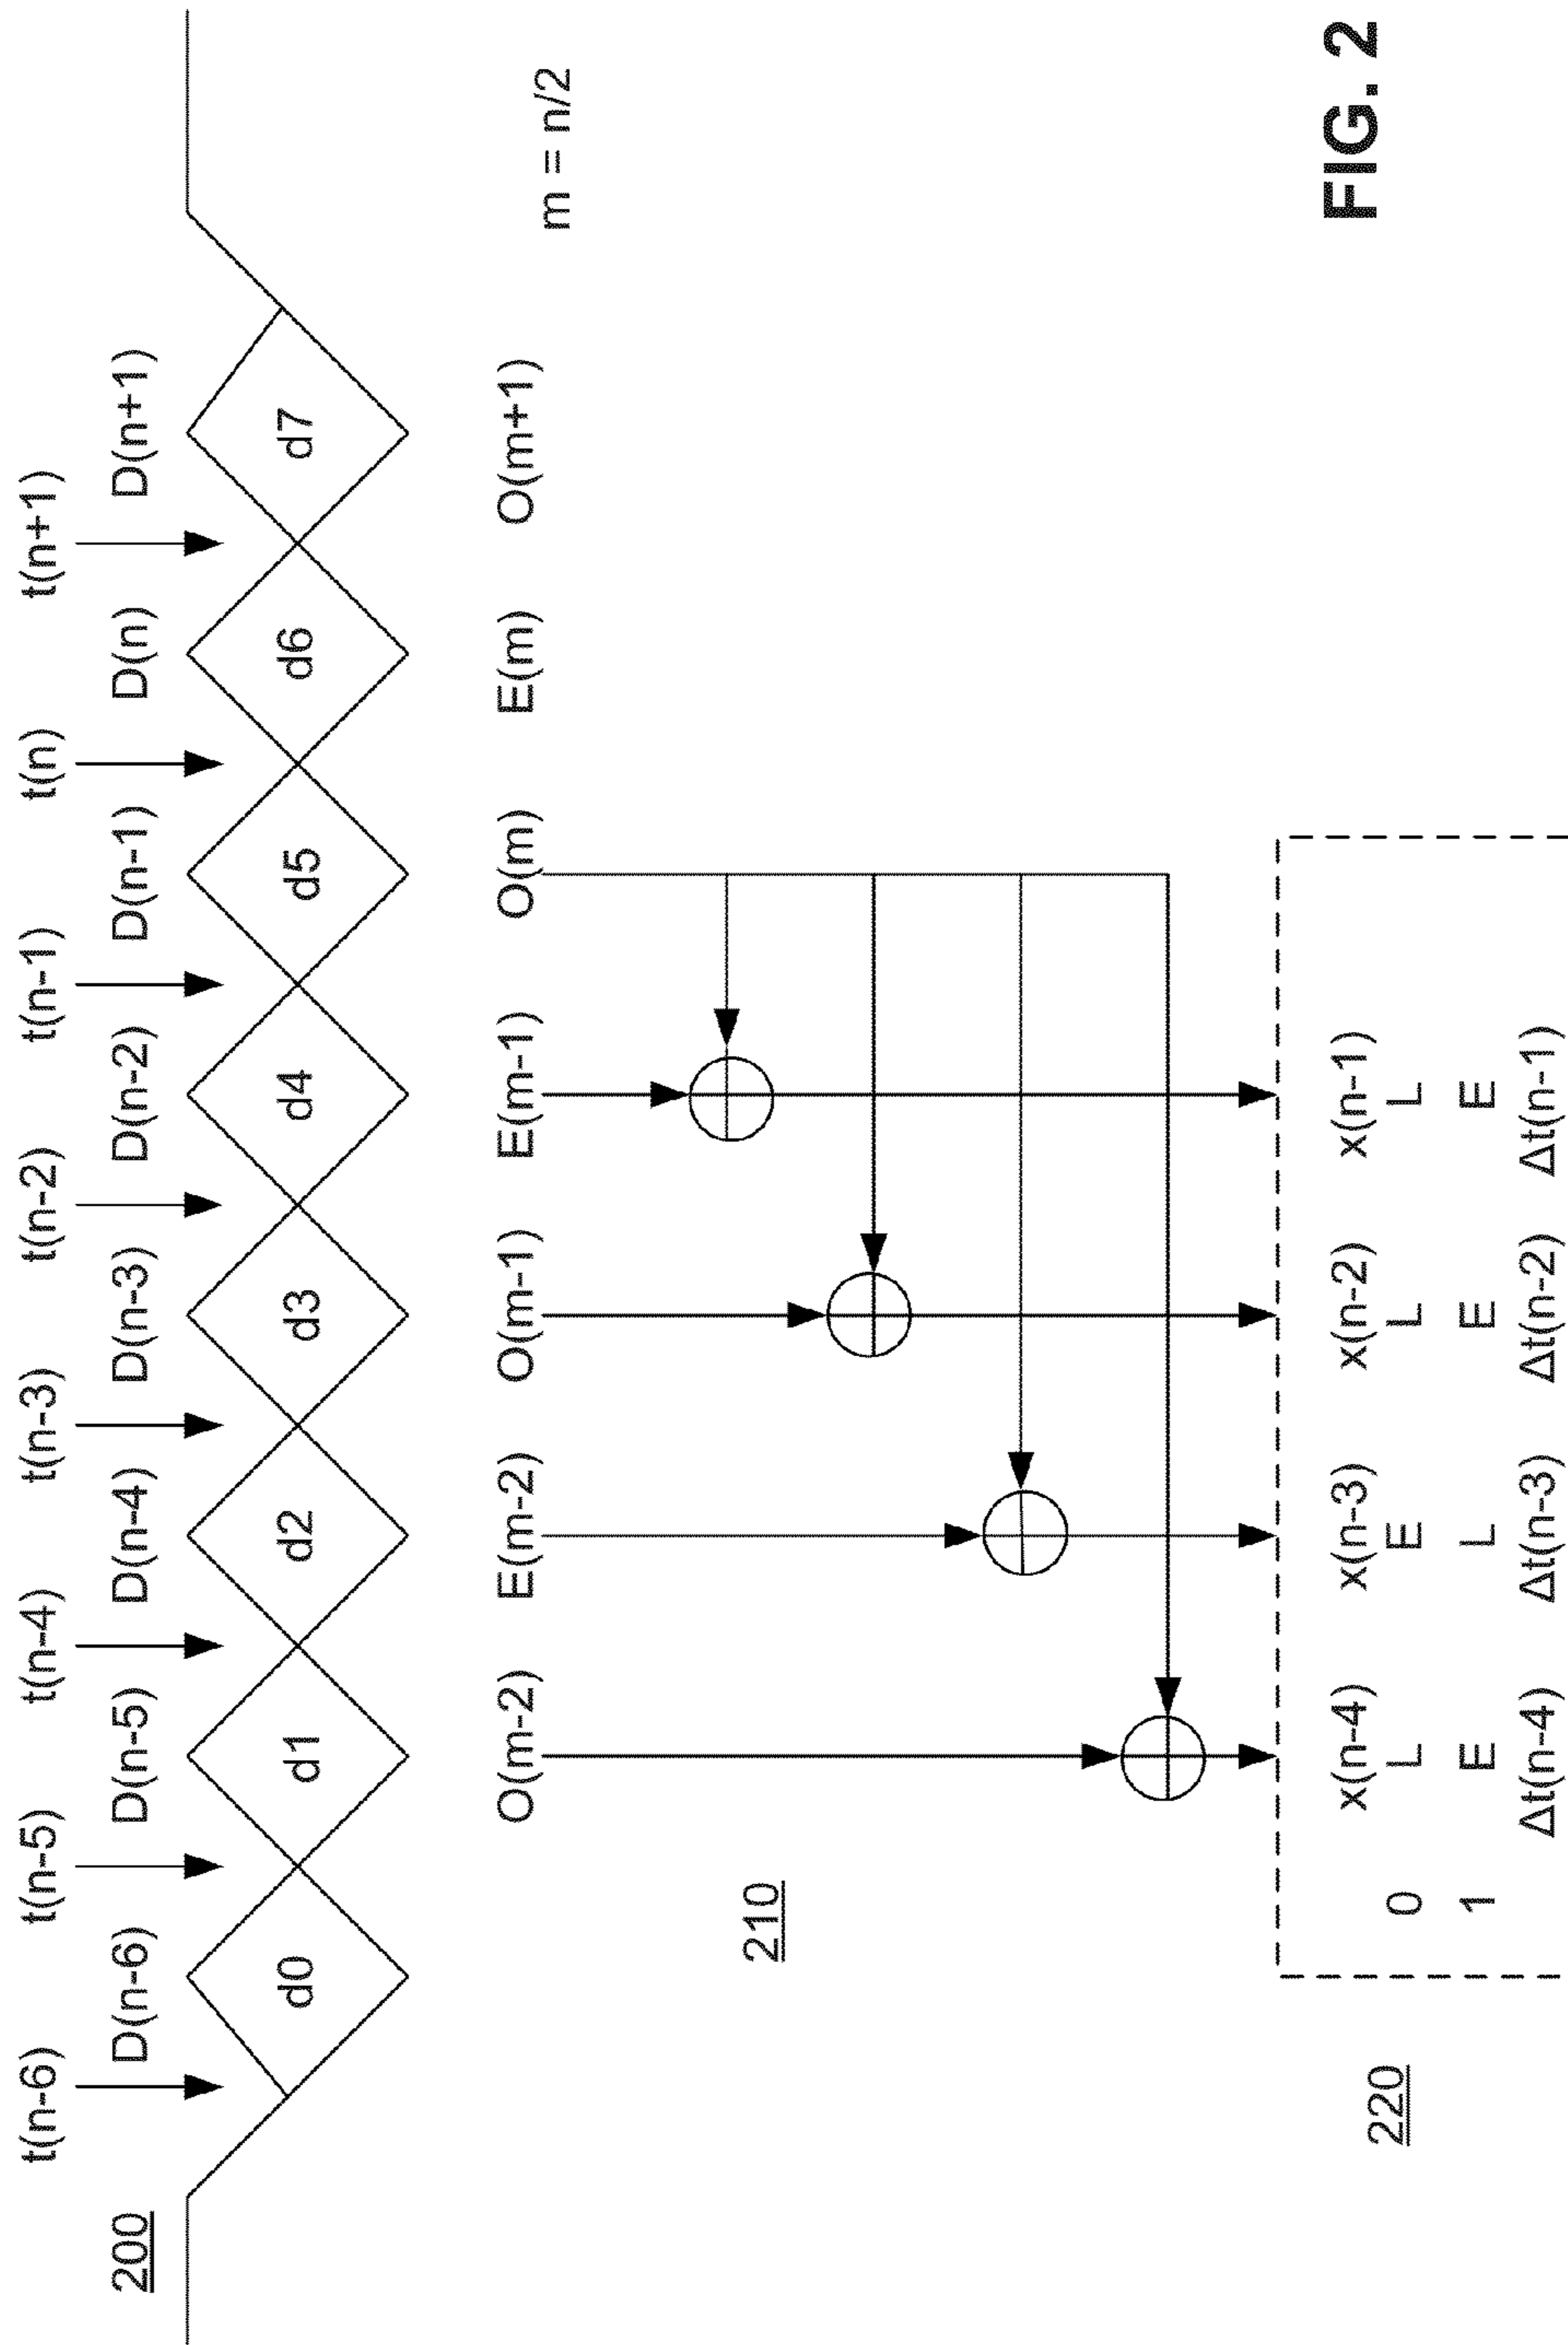 t(n-6) t(n-5) t(n-4) t(n-3) t(n-2) t(n-1) t(n) t(n+1)
200 D(n-6) D(n-5) D(n-4) D(n-3) D(n-2) D(n-1) D(n) D(n+1)
d0 d1 d2 d3 d4 d5 d6 d7
O(m-2) E(m-2) O(m-1) E(m-1) O(m) E(m) O(m+1)
m = n/2
210
x(n-4) x(n-3) x(n-2) x(n-1)
220 0 L E L L
1 E L E E
Δt(n-4) Δt(n-3) Δt(n-2) Δt(n-1)
FIG. 2